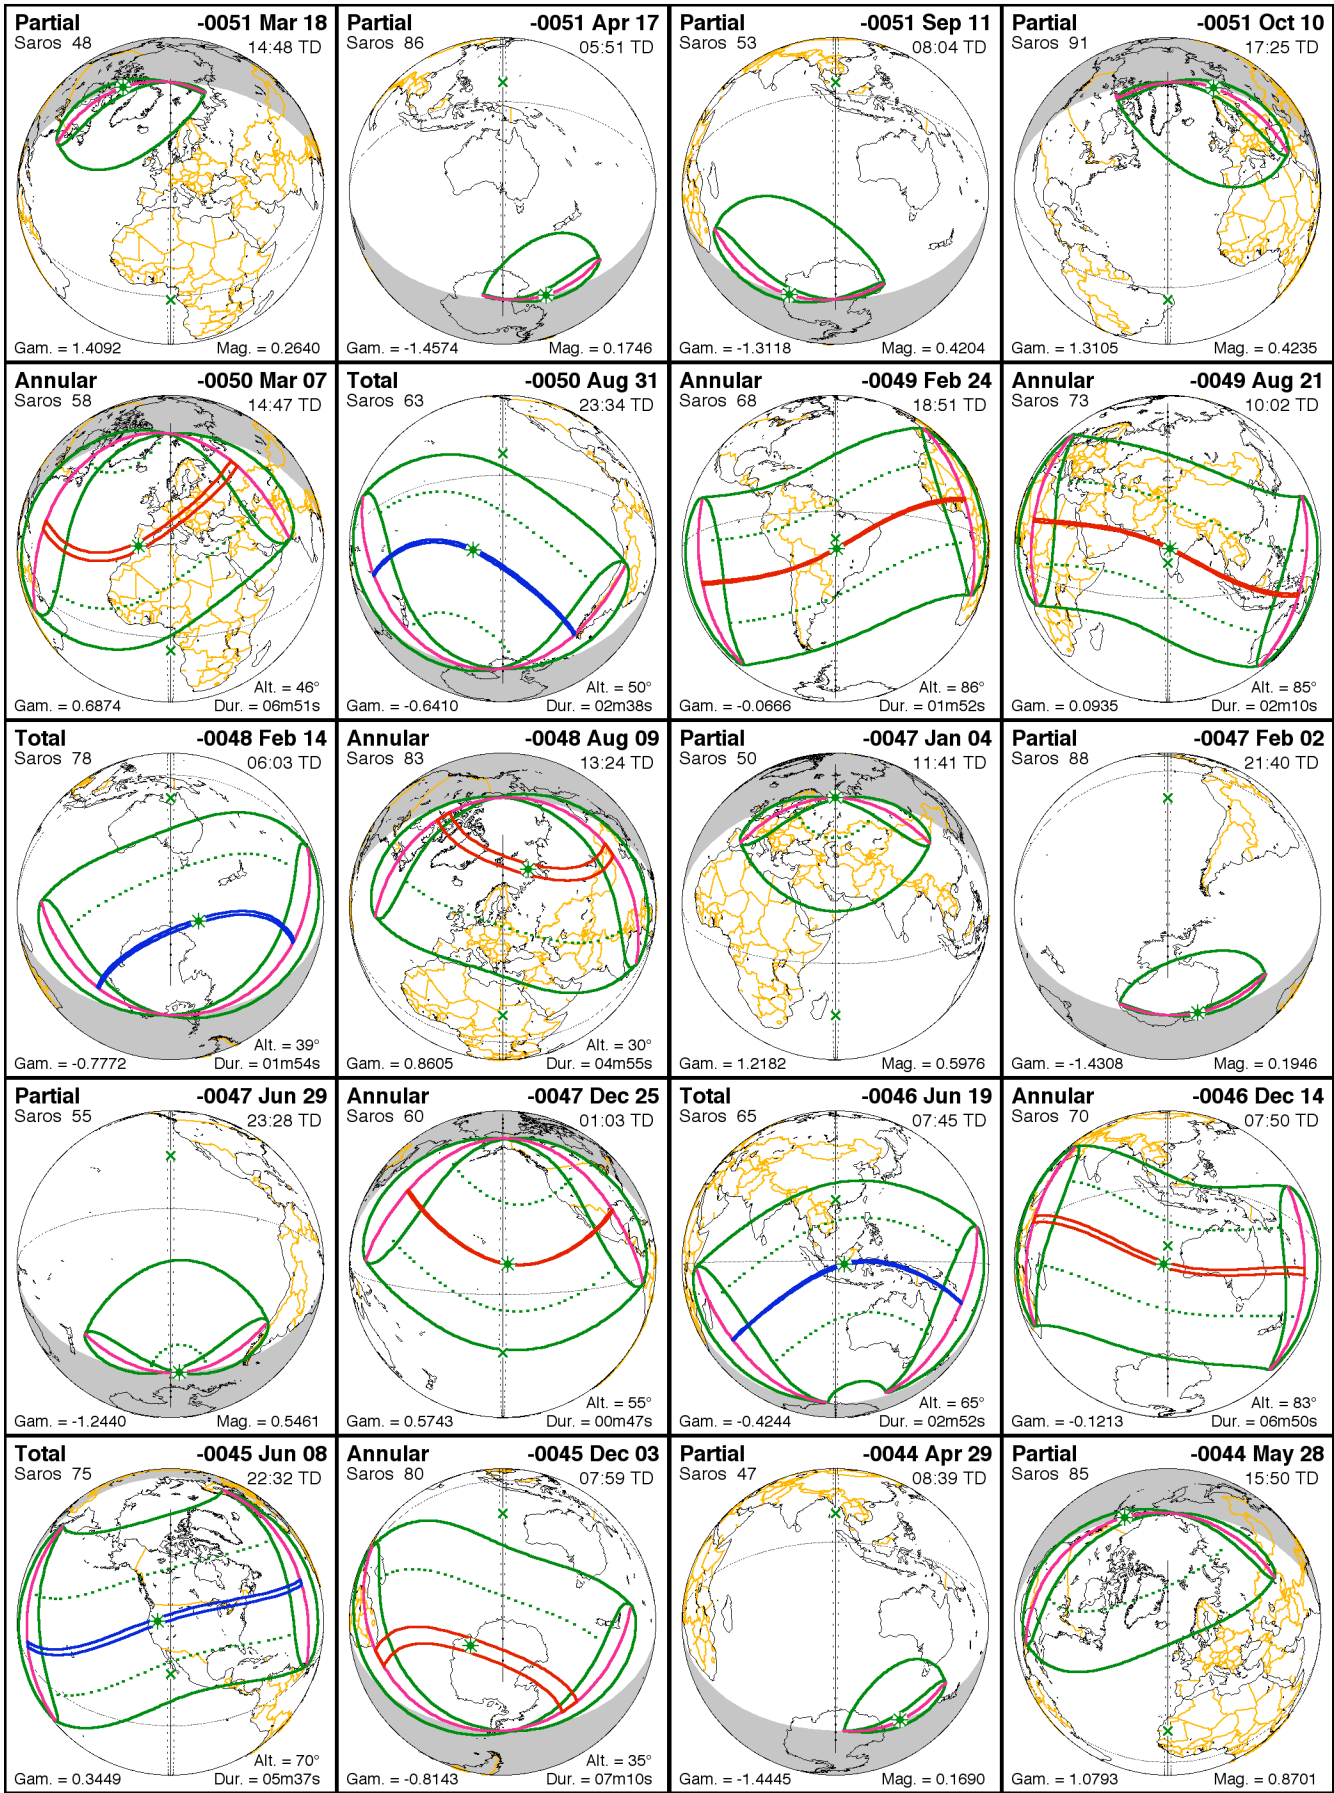 Partial -0051 Mar 18
Saros 48 14:48 TD
Gam. = 1.4092 Mag. = 0.2640
Partial -0051 Apr 17
Saros 86 05:51 TD
Gam. = -1.4574 Mag. = 0.1746
Partial -0051 Sep 11
Saros 53 08:04 TD
Gam. = -1.3118 Mag. = 0.4204
Partial -0051 Oct 10
Saros 91 17:25 TD
Gam. = 1.3105 Mag. = 0.4235
Annular -0050 Mar 07
Saros 58 14:47 TD
Alt. = 46°
Gam. = 0.6874 Dur. = 06m51s
Total -0050 Aug 31
Saros 63 23:34 TD
Alt. = 50°
Gam. = -0.6410 Dur. = 02m38s
Annular -0049 Feb 24
Saros 68 18:51 TD
Alt. = 86°
Gam. = -0.0666 Dur. = 01m52s
Annular -0049 Aug 21
Saros 73 10:02 TD
Alt. = 85°
Gam. = 0.0935 Dur. = 02m10s
Total -0048 Feb 14
Saros 78 06:03 TD
Alt. = 39°
Gam. = -0.7772 Dur. = 01m54s
Annular -0048 Aug 09
Saros 83 13:24 TD
Alt. = 30°
Gam. = 0.8605 Dur. = 04m55s
Partial -0047 Jan 04
Saros 50 11:41 TD
Gam. = 1.2182 Mag. = 0.5976
Partial -0047 Feb 02
Saros 88 21:40 TD
Gam. = -1.4308 Mag. = 0.1946
Partial -0047 Jun 29
Saros 55 23:28 TD
Gam. = -1.2440 Mag. = 0.5461
Annular -0047 Dec 25
Saros 60 01:03 TD
Alt. = 55°
Gam. = 0.5743 Dur. = 00m47s
Total -0046 Jun 19
Saros 65 07:45 TD
Alt. = 65°
Gam. = -0.4244 Dur. = 02m52s
Annular -0046 Dec 14
Saros 70 07:50 TD
Alt. = 83°
Gam. = -0.1213 Dur. = 06m50s
Total -0045 Jun 08
Saros 75 22:32 TD
Alt. = 70°
Gam. = 0.3449 Dur. = 05m37s
Annular -0045 Dec 03
Saros 80 07:59 TD
Alt. = 35°
Gam. = -0.8143 Dur. = 07m10s
Partial -0044 Apr 29
Saros 47 08:39 TD
Gam. = -1.4445 Mag. = 0.1690
Partial -0044 May 28
Saros 85 15:50 TD
Gam. = 1.0793 Mag. = 0.8701